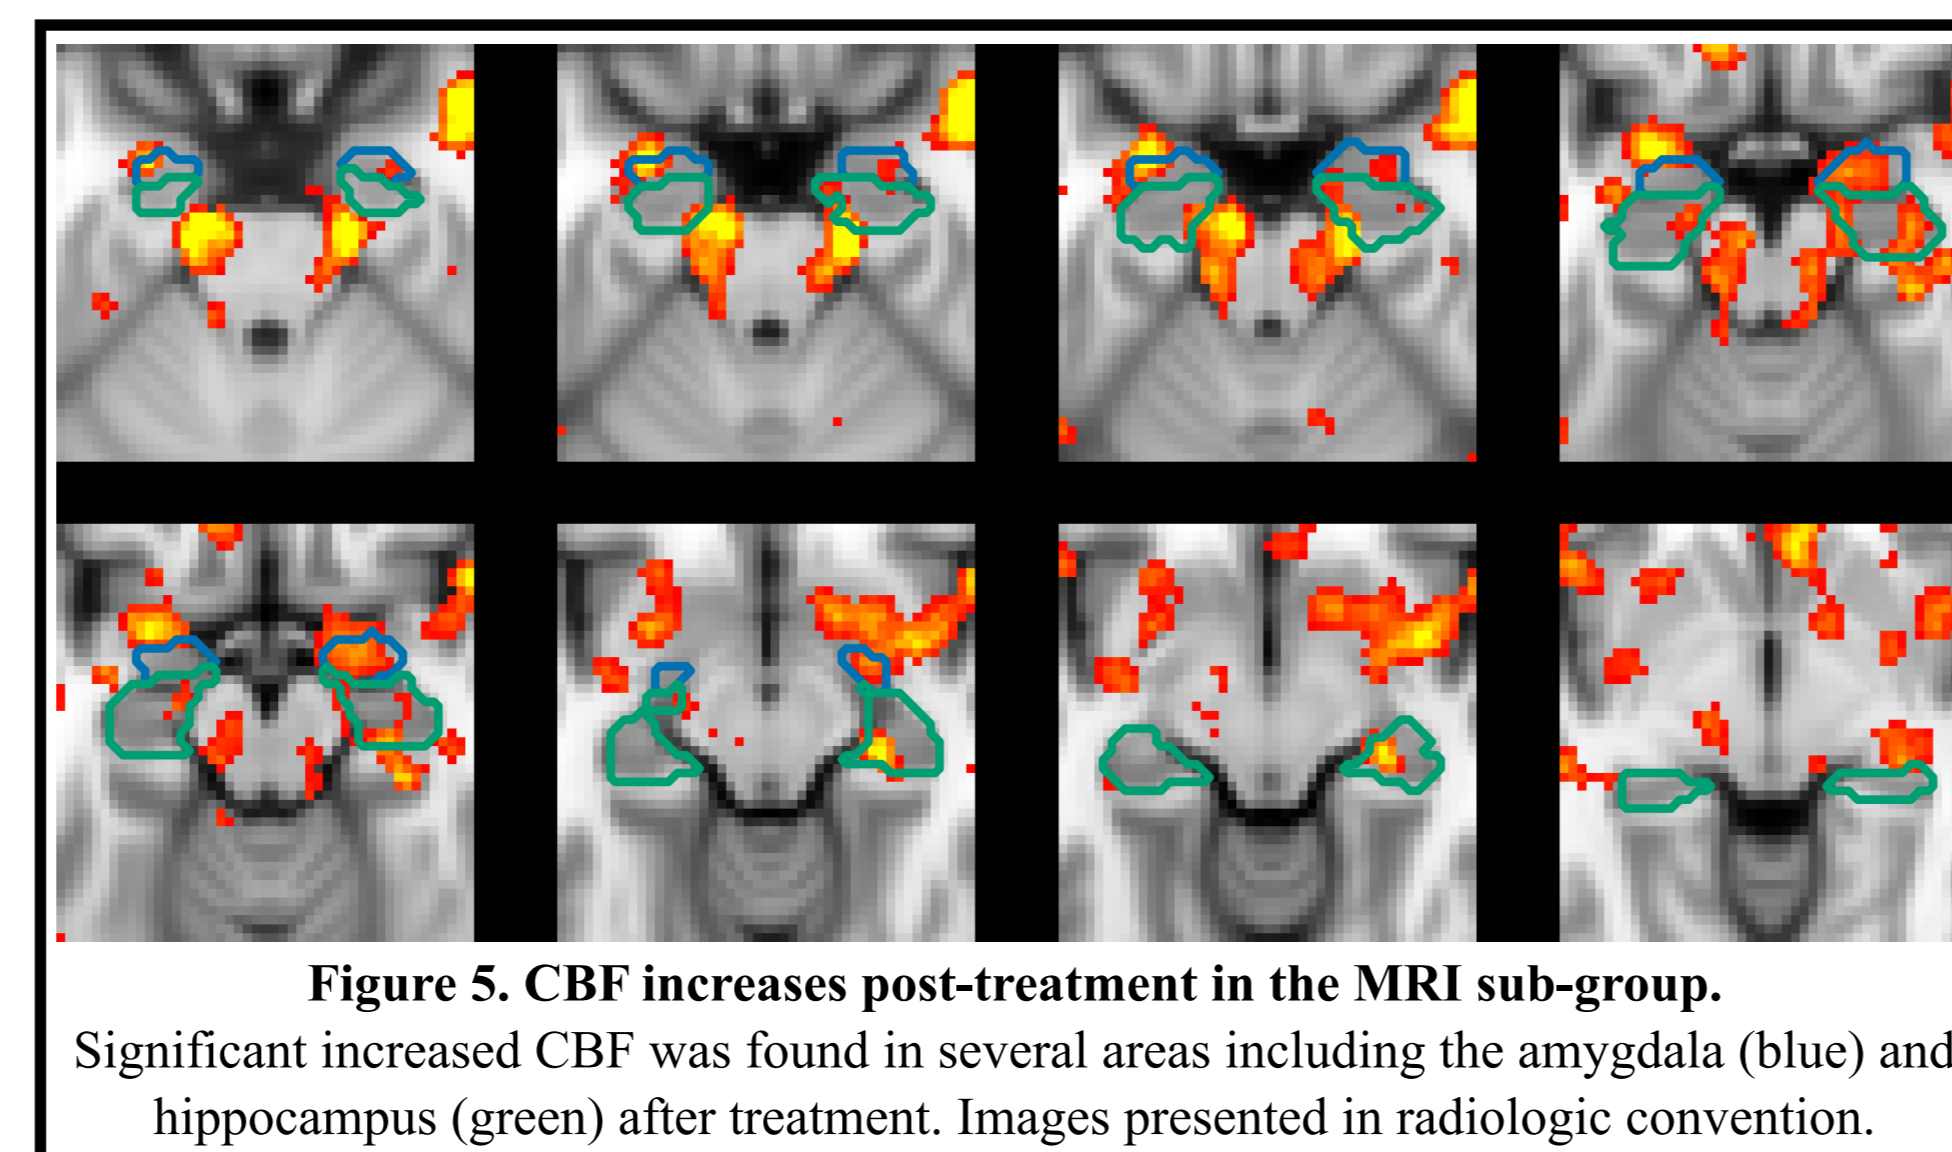 Figure 5. CBF increases post-treatment in the MRI sub-group.
Significant increased CBF was found in several areas including the amygdala (blue) and
hippocampus (green) after treatment. Images presented in radiologic convention.